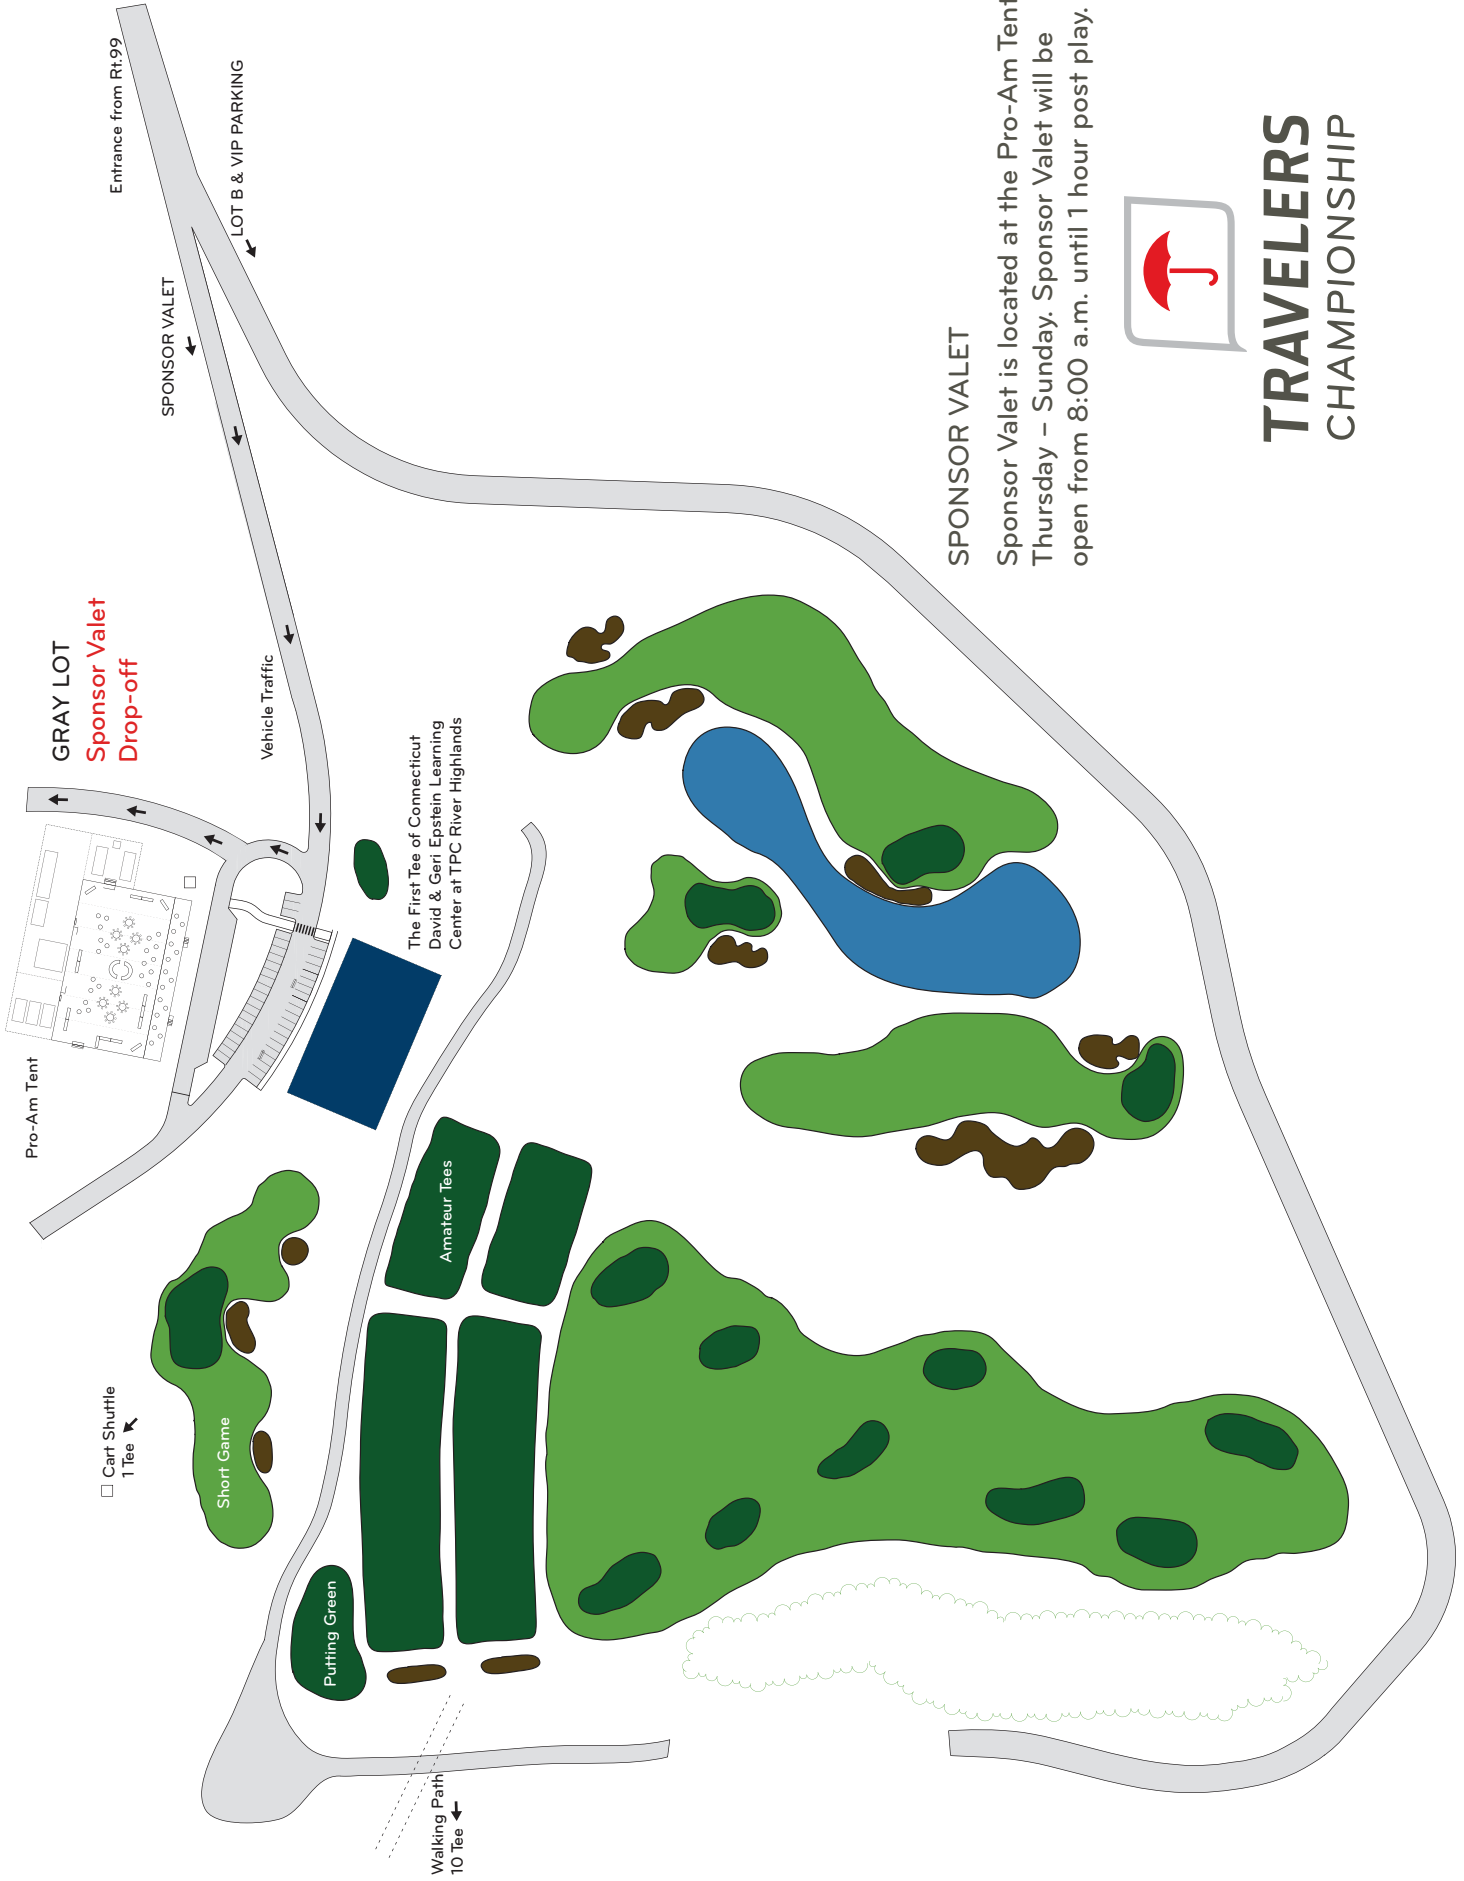 Entrance from Rt.99
LOT B & VIP PARKING
SPONSOR VALET
GRAY LOT
Sponsor Valet
Drop-off
Vehicle Traffic
Pro-Am Tent
The First Tee of Connecticut
David & Geri Epstein Learning
Center at TPC River Highlands
Amateur Tees
Cart Shuttle
1 Tee
Short Game
Putting Green
Walking Path
10 Tee
SPONSOR VALET
Sponsor Valet is located at the Pro-Am Tent
Thursday – Sunday. Sponsor Valet will be
open from 8:00 a.m. until 1 hour post play.
TRAVELERS
CHAMPIONSHIP